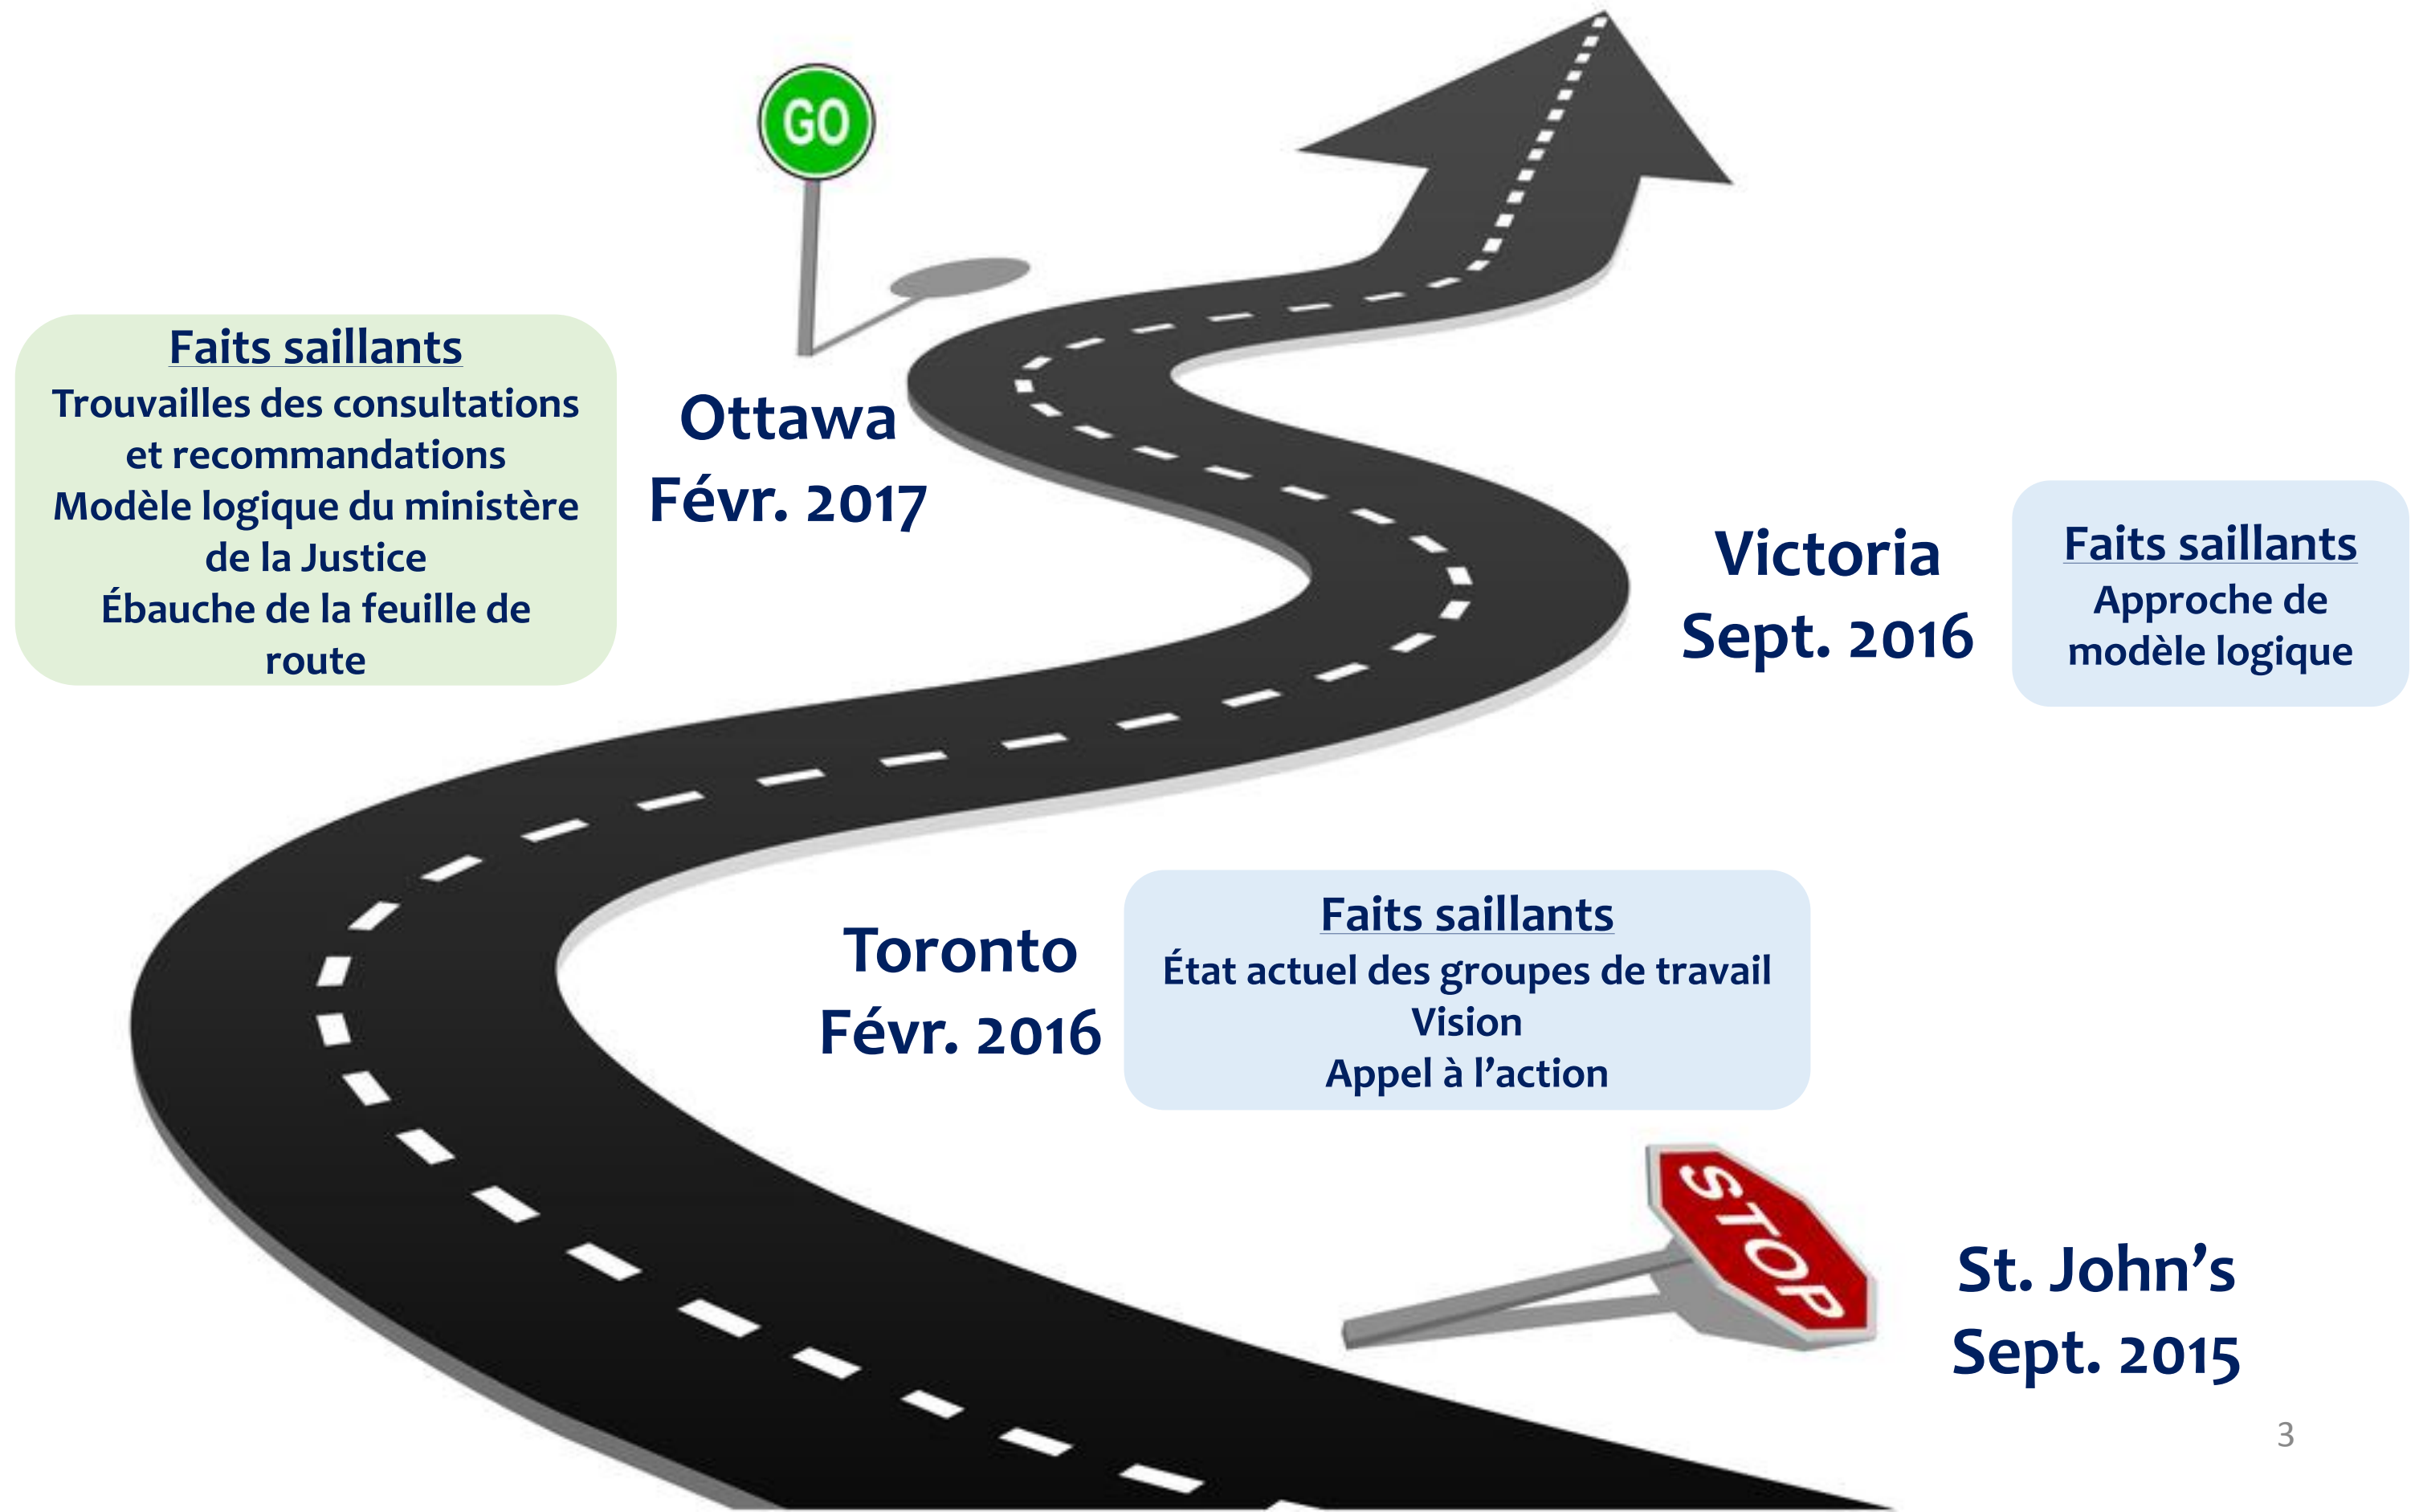 GO
Faits saillants
Trouvailles des consultations
et recommandations
Modèle logique du ministère
de la Justice
Ébauche de la feuille de
route
Ottawa
Févr. 2017
Victoria
Sept. 2016
Faits saillants
Approche de
modèle logique
Toronto
Févr. 2016
Faits saillants
État actuel des groupes de travail
Vision
Appel à l’action
STOP
St. John’s
Sept. 2015
3